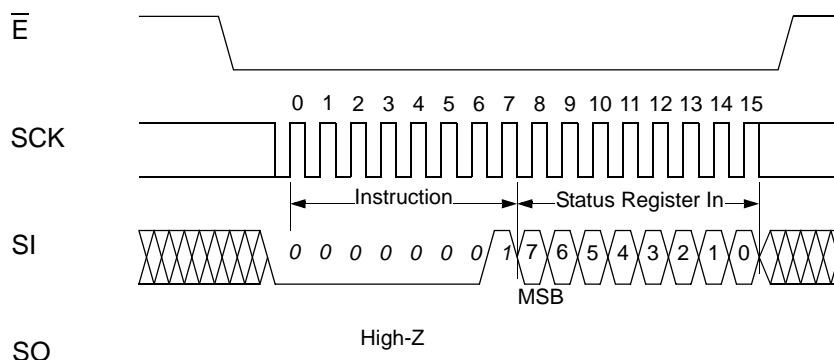 E
0 1 2 3 4 5 6 7 8 9 10 11 12 13 14 15
SCK
Instruction Status Register In
SI 0 0 0 0 0 0 0 1 7 6 5 4 3 2 1 0
MSB
High-Z
SO